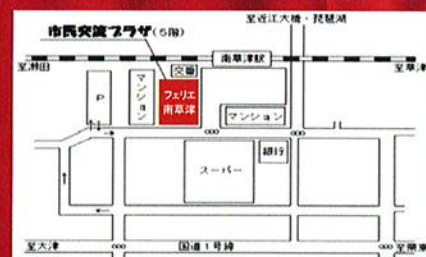 至近江大橋・琵琶湖
市民交流プラザ(5階)
至瀬田
南草津駅
至草津
交番
P
マンション
フェリエ
南草津
マンション
スーパー
銀行
至大津
国道1号線
至栗東